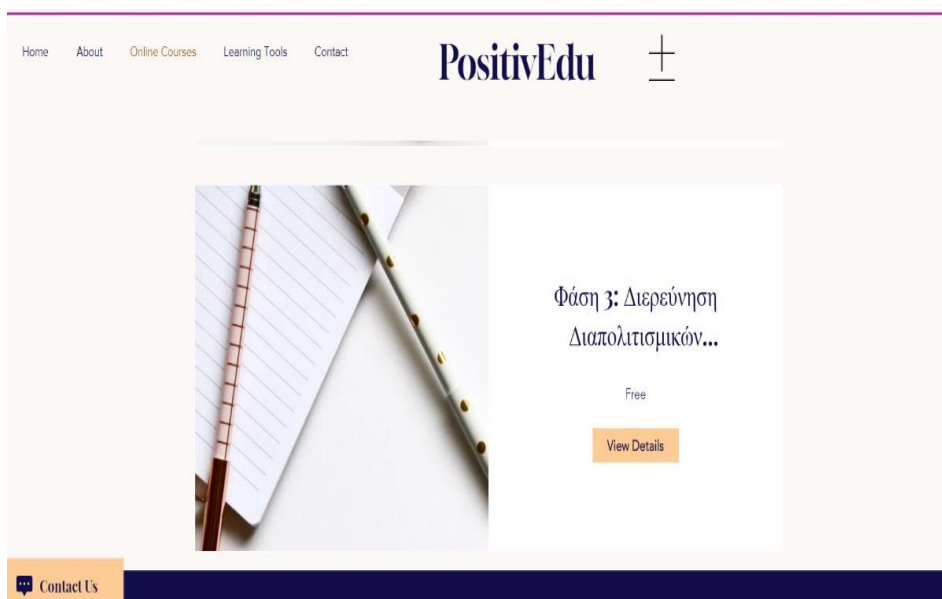 Home About Online Courses Learning Tools Contact
PositivEdu
Φάση 3: Διερεύνηση
Διαπολιτισμικών...
Free
View Details
Contact Us